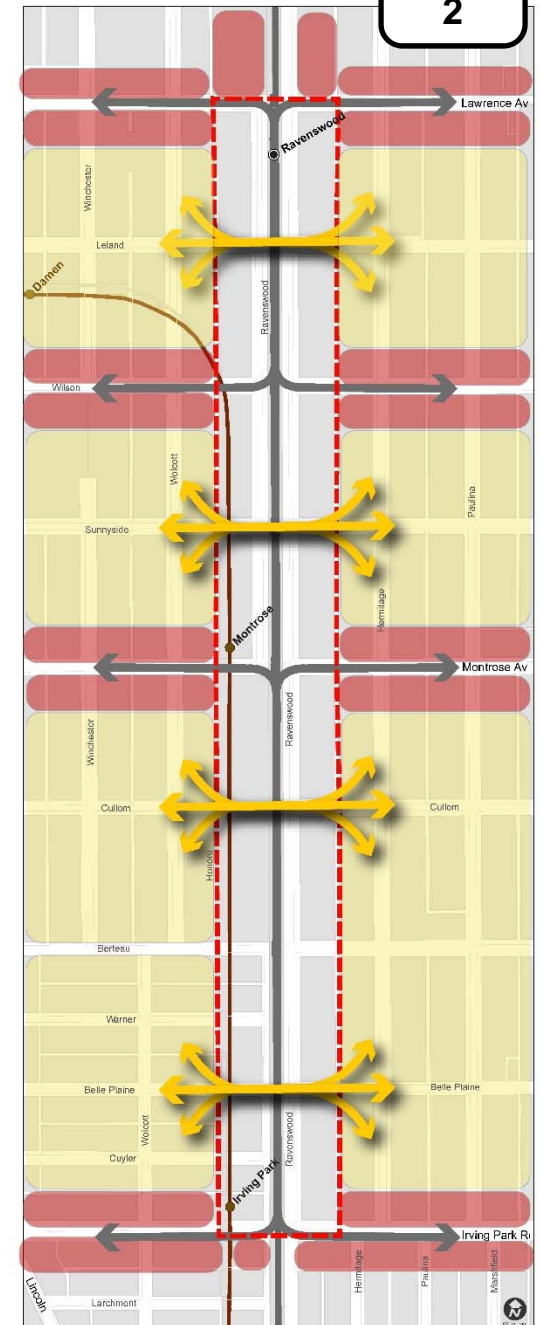 2
Lawrence Av
Ravenswood
Winchester
Leland
Damen
Ravenswood
Wilson
Wolcott
Paulina
Sunnyside
Hermitage
Montrose
Montrose Av
Ravenswood
Winchester
Cullom
Cullom
Berteau
Warner
Belle Plaine
Belle Plaine
Wolcott
Ravenswood
Cuyler
Irving Park
Irving Park R
Hermitage
Paulina
Marshfield
Lincoln
Larchmont
N